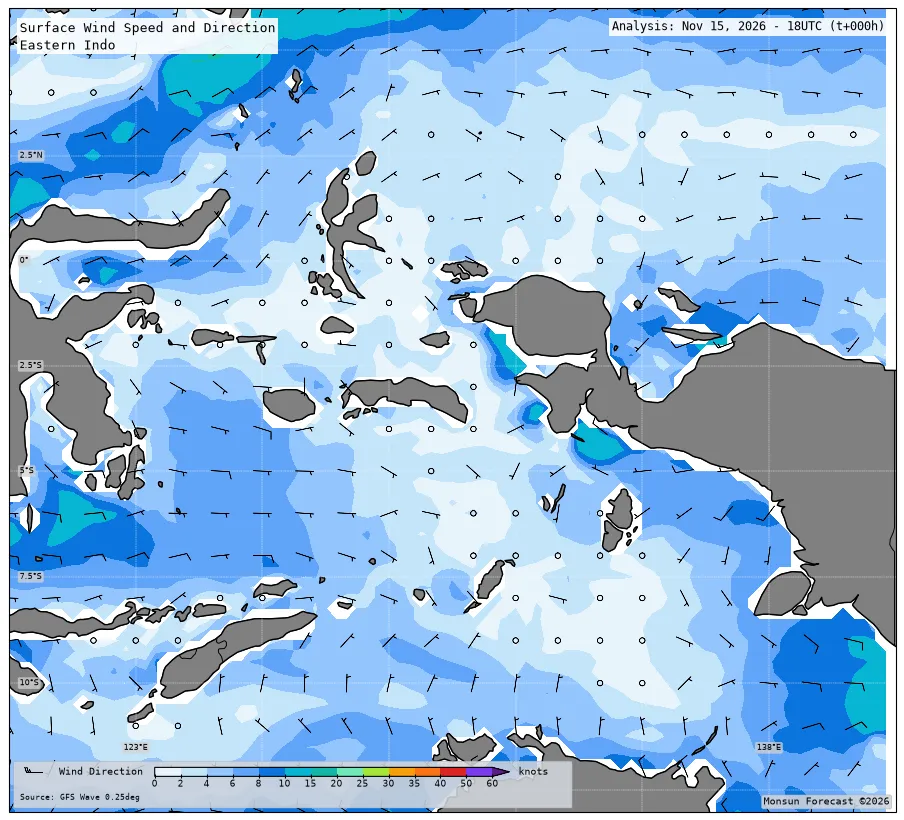 Surface Wind Speed and Direction
Eastern Indo
Analysis: Nov 15, 2026 - 18UTC (t+000h)
2.5°N
0°
2.5°S
5°S
7.5°S
10°S
123°E
138°E
Wind Direction
0 2 4 6 8 10 15 20 25 30 35 40 50 60
knots
Source: GFS Wave 0.25deg
Monsun Forecast ©2026